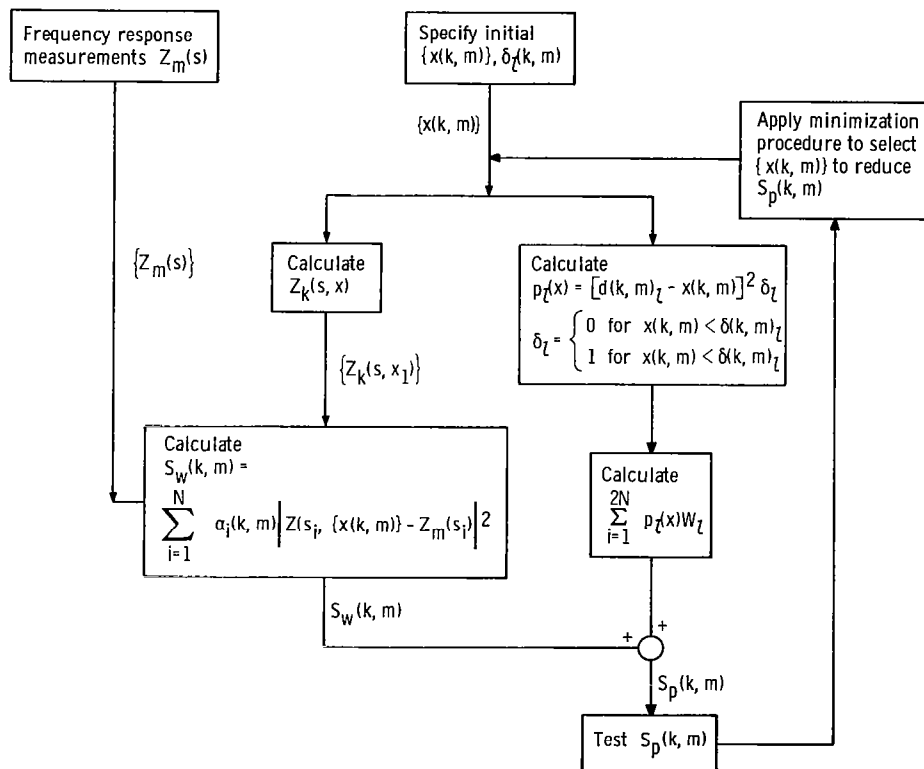 Frequency response
measurements Z_m(s)
Specify initial
{x(k, m)}, δ_l(k, m)
{x(k, m)}
Apply minimization
procedure to select
{x(k, m)} to reduce
S_p(k, m)
{Z_m(s)}
Calculate
Z_k(s, x)
Calculate
p_l(x) = [d(k, m)_l - x(k, m)]^2 δ_l
δ_l = { 0 for x(k, m) < δ(k, m)_l
1 for x(k, m) < δ(k, m)_l
{Z_k(s, x_1)}
Calculate
S_w(k, m) =
N
∑ α_i(k, m) |Z(s_i, {x(k, m)} - Z_m(s_i)|^2
i=1
Calculate
2N
∑ p_l(x)W_l
i=1
S_w(k, m)
+
+
S_p(k, m)
Test S_p(k, m)